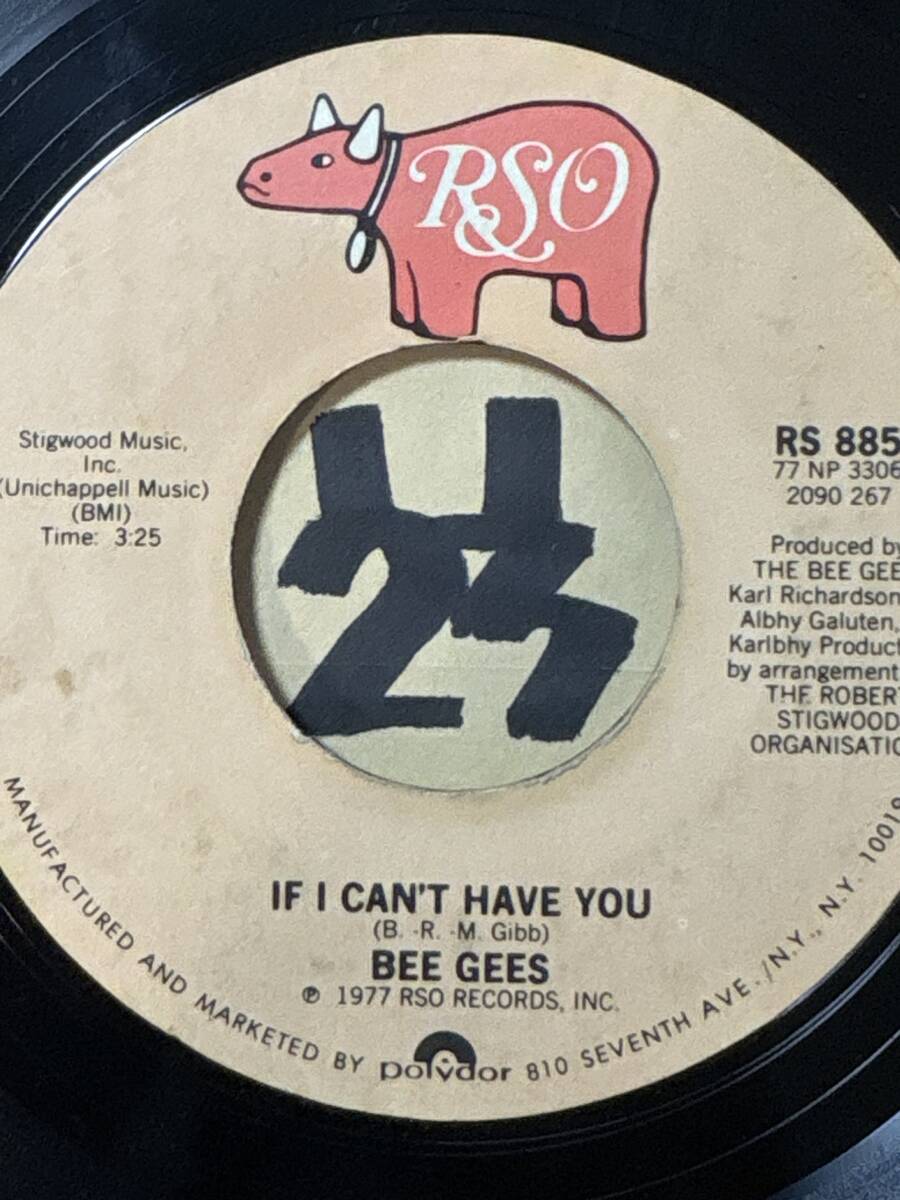 RSO
Stigwood Music,
Inc.
(Unichappell Music)
(BMI)
Time: 3:25
RS 885
77 NP 3306
2090 267
Produced by
THE BEE GEE
Karl Richardson
Albhy Galuten,
Karlbhy Product
by arrangement
THE ROBERT
STIGWOOD
ORGANISATIO
IF I CAN'T HAVE YOU
(B. -R. -M. Gibb)
BEE GEES
℗ 1977 RSO RECORDS, INC.
MANUFACTURED AND MARKETED BY polydor 810 SEVENTH AVE./N.Y., N.Y. 10019